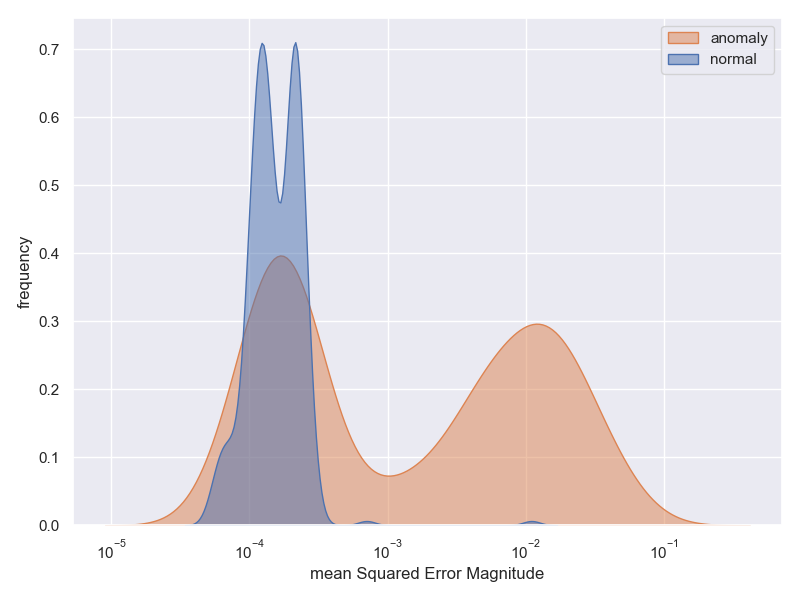 anomaly
normal
0.7
0.6
0.5
0.4
0.3
0.2
0.1
0.0
frequency
10⁻⁵ 10⁻⁴ 10⁻³ 10⁻² 10⁻¹
mean Squared Error Magnitude